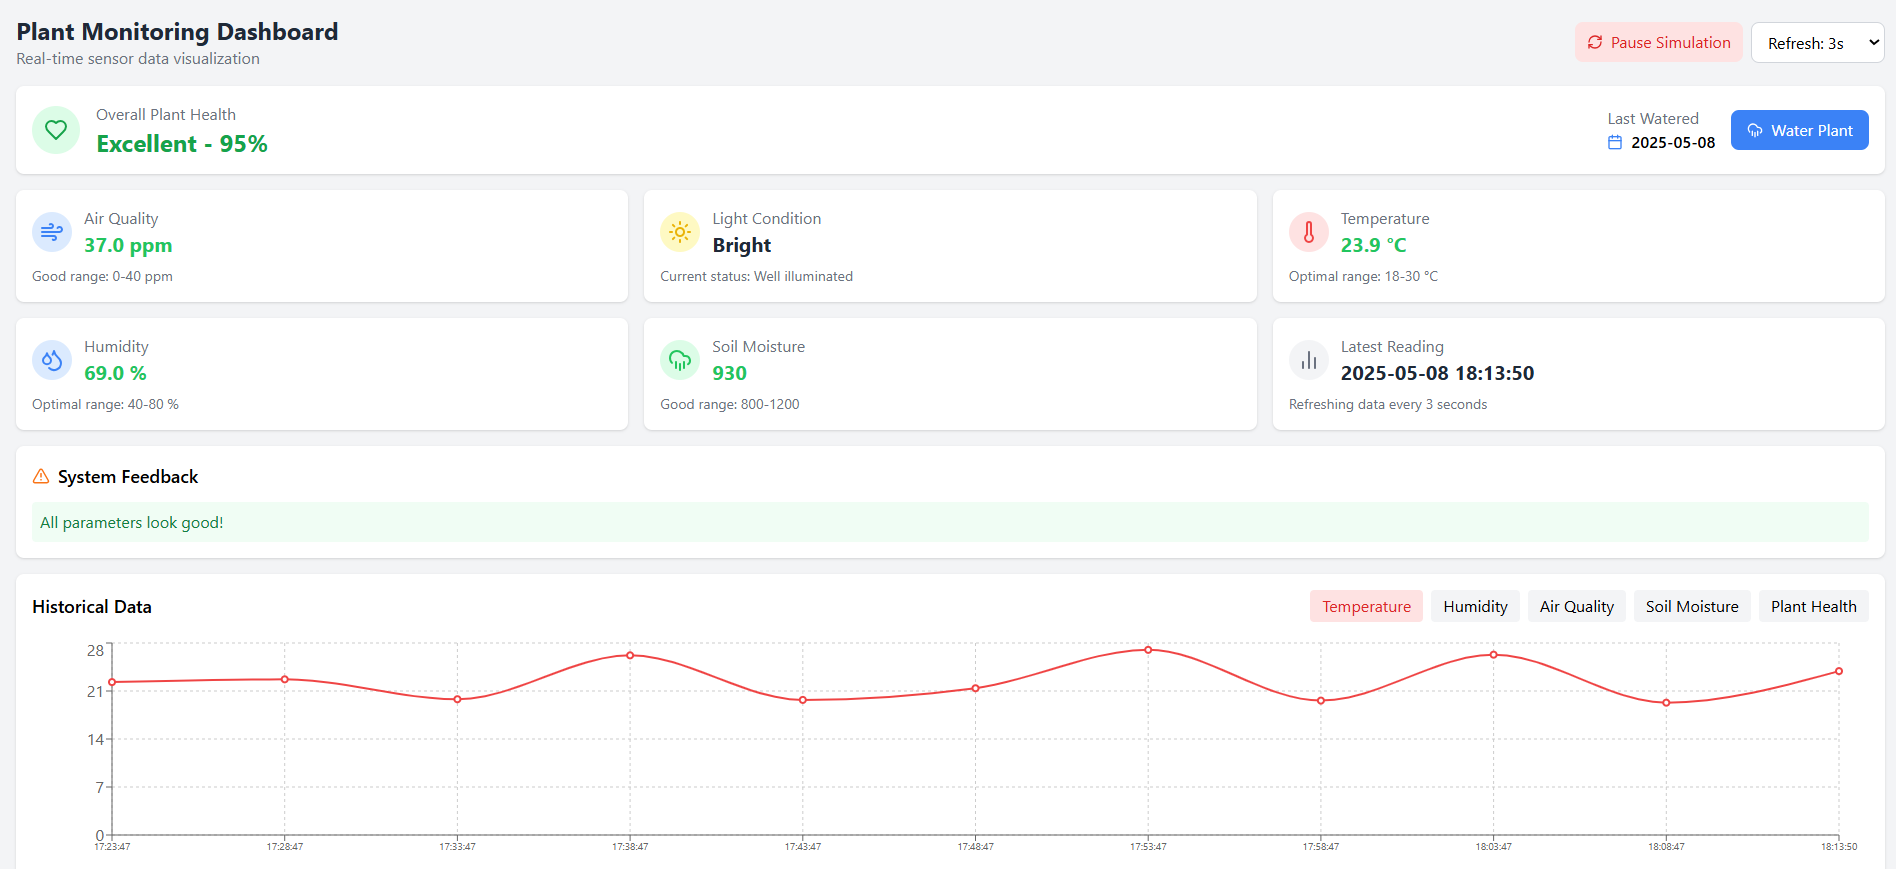 Plant Monitoring Dashboard
Real-time sensor data visualization
Pause Simulation
Refresh: 3s
Overall Plant Health
Excellent - 95%
Last Watered
2025-05-08
Water Plant
Air Quality
37.0 ppm
Good range: 0-40 ppm
Light Condition
Bright
Current status: Well illuminated
Temperature
23.9 °C
Optimal range: 18-30 °C
Humidity
69.0 %
Optimal range: 40-80 %
Soil Moisture
930
Good range: 800-1200
Latest Reading
2025-05-08 18:13:50
Refreshing data every 3 seconds
System Feedback
All parameters look good!
Historical Data
Temperature
Humidity
Air Quality
Soil Moisture
Plant Health
28
21
14
7
0
17:23:47 17:28:47 17:33:47 17:38:47 17:43:47 17:48:47 17:53:47 17:58:47 18:03:47 18:08:47 18:13:50